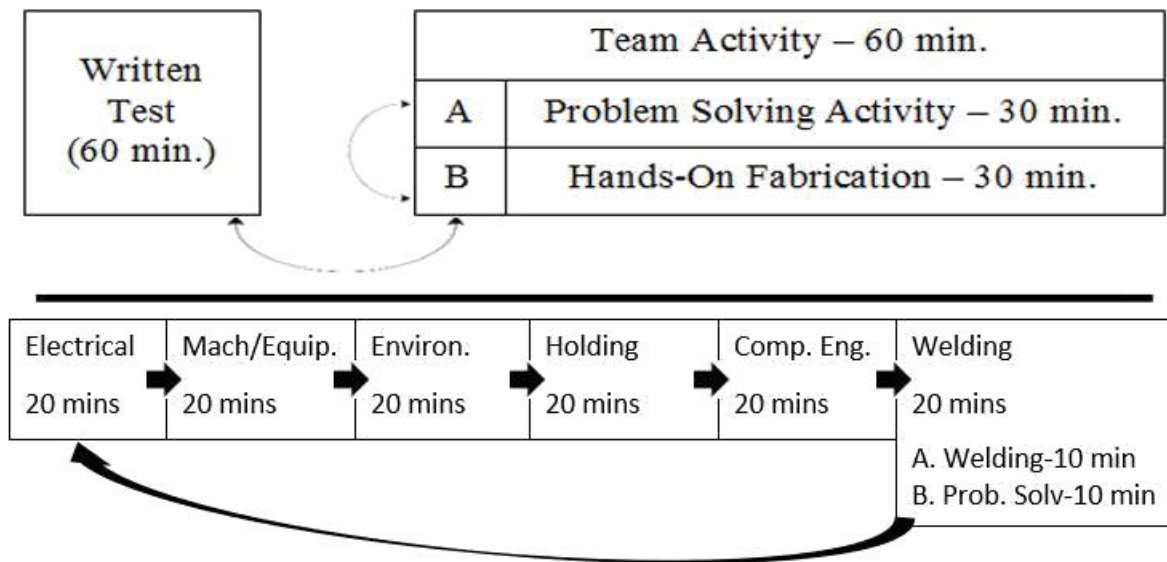 Written
Test
(60 min.)
Team Activity – 60 min.
A
Problem Solving Activity – 30 min.
B
Hands-On Fabrication – 30 min.
Electrical
20 mins
Mach/Equip.
20 mins
Environ.
20 mins
Holding
20 mins
Comp. Eng.
20 mins
Welding
20 mins
A. Welding-10 min
B. Prob. Solv-10 min